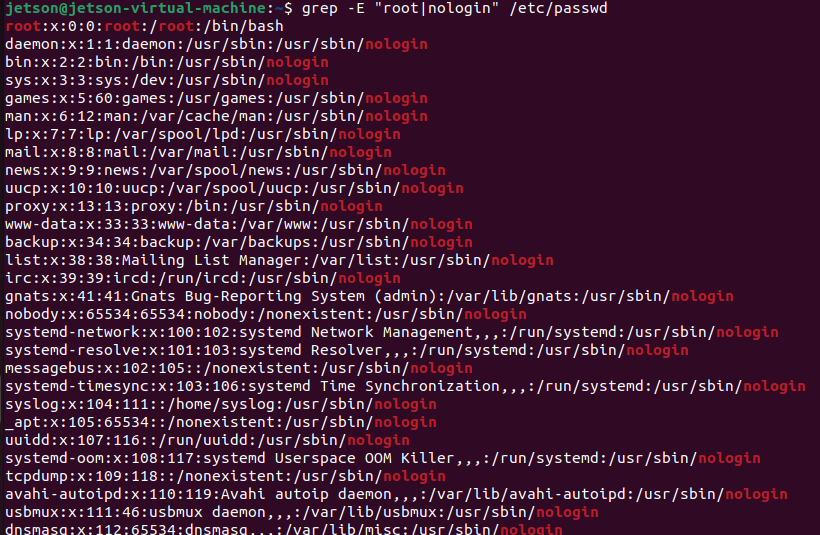 jetson@jetson-virtual-machine:~$ grep -E "root|nologin" /etc/passwd
root:x:0:0:root:/root:/bin/bash
daemon:x:1:1:daemon:/usr/sbin:/usr/sbin/nologin
bin:x:2:2:bin:/bin:/usr/sbin/nologin
sys:x:3:3:sys:/dev:/usr/sbin/nologin
games:x:5:60:games:/usr/games:/usr/sbin/nologin
man:x:6:12:man:/var/cache/man:/usr/sbin/nologin
lp:x:7:7:lp:/var/spool/lpd:/usr/sbin/nologin
mail:x:8:8:mail:/var/mail:/usr/sbin/nologin
news:x:9:9:news:/var/spool/news:/usr/sbin/nologin
uucp:x:10:10:uucp:/var/spool/uucp:/usr/sbin/nologin
proxy:x:13:13:proxy:/bin:/usr/sbin/nologin
www-data:x:33:33:www-data:/var/www:/usr/sbin/nologin
backup:x:34:34:backup:/var/backups:/usr/sbin/nologin
list:x:38:38:Mailing List Manager:/var/list:/usr/sbin/nologin
irc:x:39:39:ircd:/run/ircd:/usr/sbin/nologin
gnats:x:41:41:Gnats Bug-Reporting System (admin):/var/lib/gnats:/usr/sbin/nologin
nobody:x:65534:65534:nobody:/nonexistent:/usr/sbin/nologin
systemd-network:x:100:102:systemd Network Management,,,:/run/systemd:/usr/sbin/nologin
systemd-resolve:x:101:103:systemd Resolver,,,:/run/systemd:/usr/sbin/nologin
messagebus:x:102:105::/nonexistent:/usr/sbin/nologin
systemd-timesync:x:103:106:systemd Time Synchronization,,,:/run/systemd:/usr/sbin/nologin
syslog:x:104:111::/home/syslog:/usr/sbin/nologin
_apt:x:105:65534::/nonexistent:/usr/sbin/nologin
uuidd:x:107:116::/run/uuidd:/usr/sbin/nologin
systemd-oom:x:108:117:systemd Userspace OOM Killer,,,:/run/systemd:/usr/sbin/nologin
tcpdump:x:109:118::/nonexistent:/usr/sbin/nologin
avahi-autoipd:x:110:119:Avahi autoip daemon,,,:/var/lib/avahi-autoipd:/usr/sbin/nologin
usbmux:x:111:46:usbmux daemon,,,:/var/lib/usbmux:/usr/sbin/nologin
dnsmasq:x:112:65534:dnsmasq,,,:/var/lib/misc:/usr/sbin/nologin